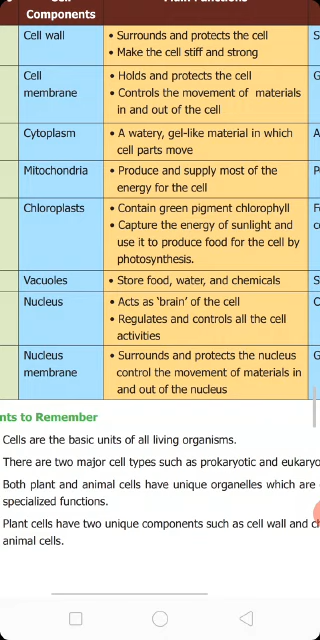 Components
Main Functions
Cell wall
• Surrounds and protects the cell
• Make the cell stiff and strong
Cell
membrane
• Holds and protects the cell
• Controls the movement of materials
in and out of the cell
Cytoplasm
• A watery, gel-like material in which
cell parts move
Mitochondria
• Produce and supply most of the
energy for the cell
Chloroplasts
• Contain green pigment chlorophyll
• Capture the energy of sunlight and
use it to produce food for the cell by
photosynthesis.
Vacuoles
• Store food, water, and chemicals
Nucleus
• Acts as ‘brain’ of the cell
• Regulates and controls all the cell
activities
Nucleus
membrane
• Surrounds and protects the nucleus
control the movement of materials in
and out of the nucleus
nts to Remember
Cells are the basic units of all living organisms.
There are two major cell types such as prokaryotic and eukaryo
Both plant and animal cells have unique organelles which are
specialized functions.
Plant cells have two unique components such as cell wall and
animal cells.